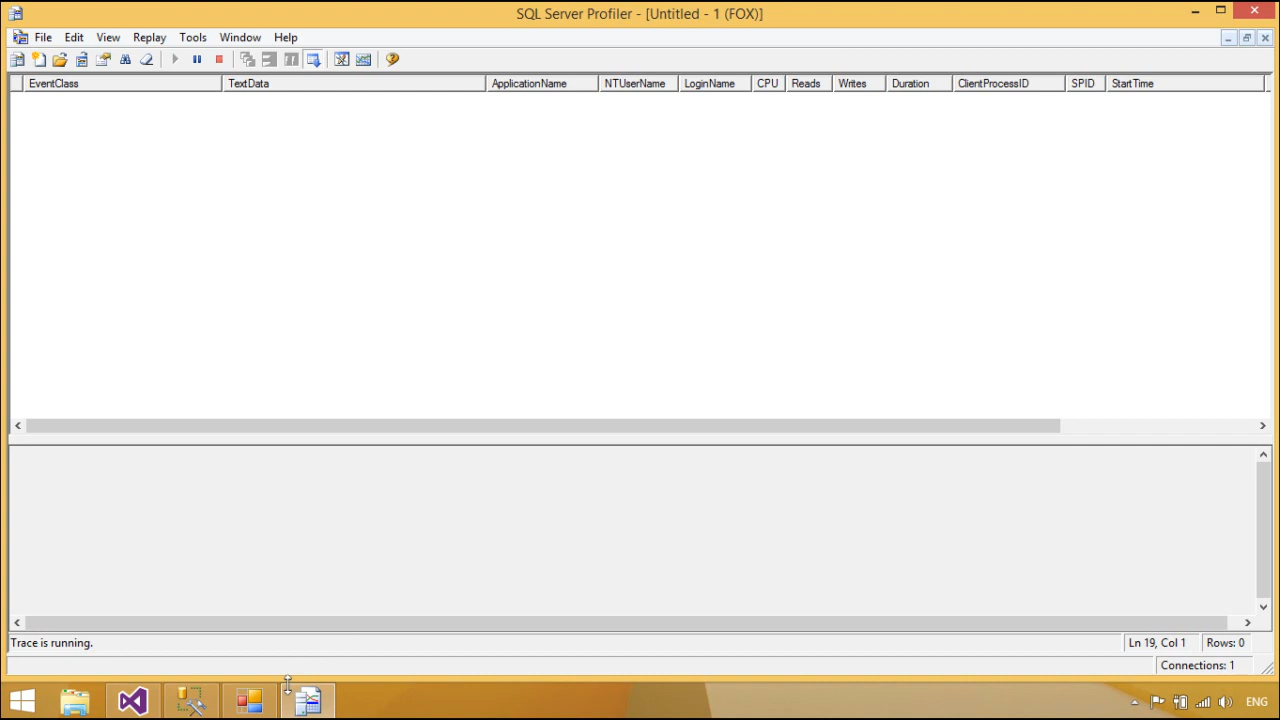 SQL Server Profiler - [Untitled - 1 (FOX)]
File Edit View Replay Tools Window Help
EventClass TextData ApplicationName NTUserName LoginName CPU Reads Writes Duration ClientProcessID SPID StartTime
Trace is running. Ln 19, Col 1 Rows: 0
Connections: 1
ENG